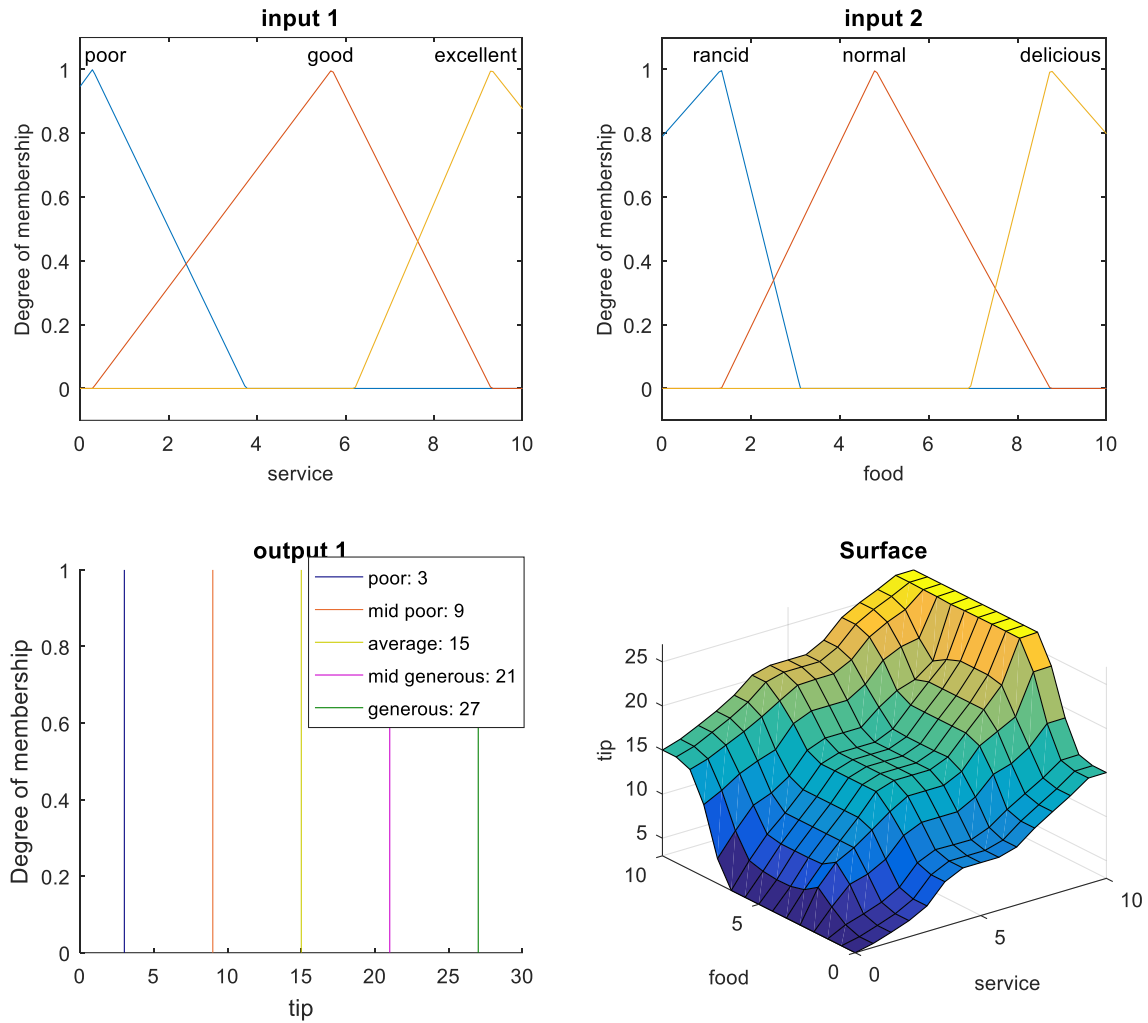 input 1
poor
good
excellent
1
0.8
0.6
0.4
0.2
0
Degree of membership
0 2 4 6 8 10
service
input 2
rancid
normal
delicious
1
0.8
0.6
0.4
0.2
0
Degree of membership
0 2 4 6 8 10
food
output 1
poor: 3
mid poor: 9
average: 15
mid generous: 21
generous: 27
1
0.8
0.6
0.4
0.2
0
Degree of membership
0 5 10 15 20 25 30
tip
Surface
25
20
15
10
5
tip
10
5
0
food
0
5
10
service